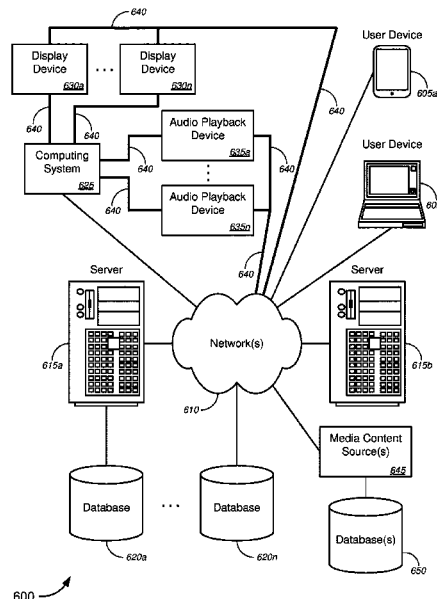 640
Display
Device
630a
...
Display
Device
630n
User Device
605a
640
640
640
Computing
System
625
640
640
Audio Playback
Device
635a
Audio Playback
Device
635n
640
640
User Device
Server
615a
640
Network(s)
610
Server
615b
Media Content
Source(s)
645
Database
620a
...
Database
620n
Database(s)
650
600